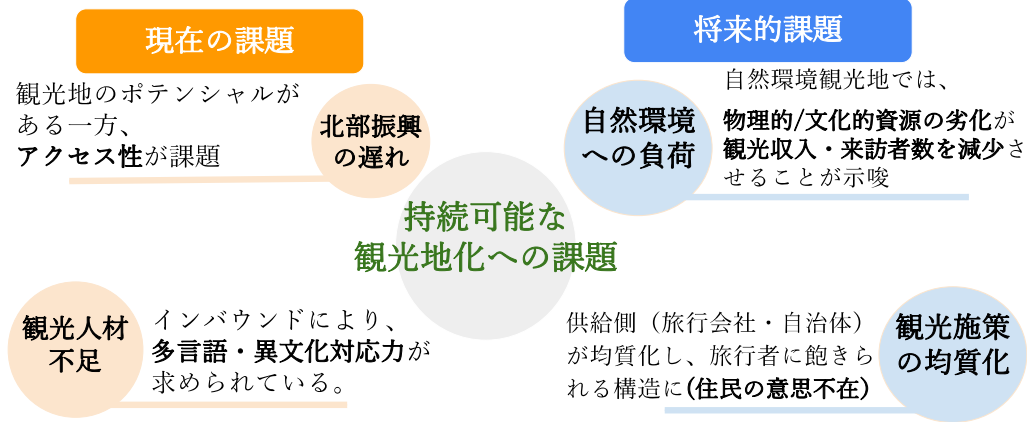 現在の課題
観光地のポテンシャルが
ある一方、
アクセス性が課題
北部振興
の遅れ
将来的課題
自然環境
への負荷
自然環境観光地では、
物理的/文化的資源の劣化が
観光収入・来訪者数を減少さ
せることが示唆
持続可能な
観光地化への課題
観光人材
不足
インバウンドにより、
多言語・異文化対応力が
求められている。
供給側（旅行会社・自治体）
が均質化し、旅行者に飽きら
れる構造に(住民の意思不在）
観光施策
の均質化